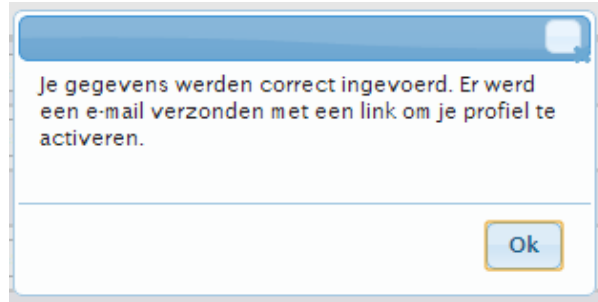 Je gegevens werden correct ingevoerd. Er werd
een e-mail verzonden met een link om je profiel te
activeren.
Ok